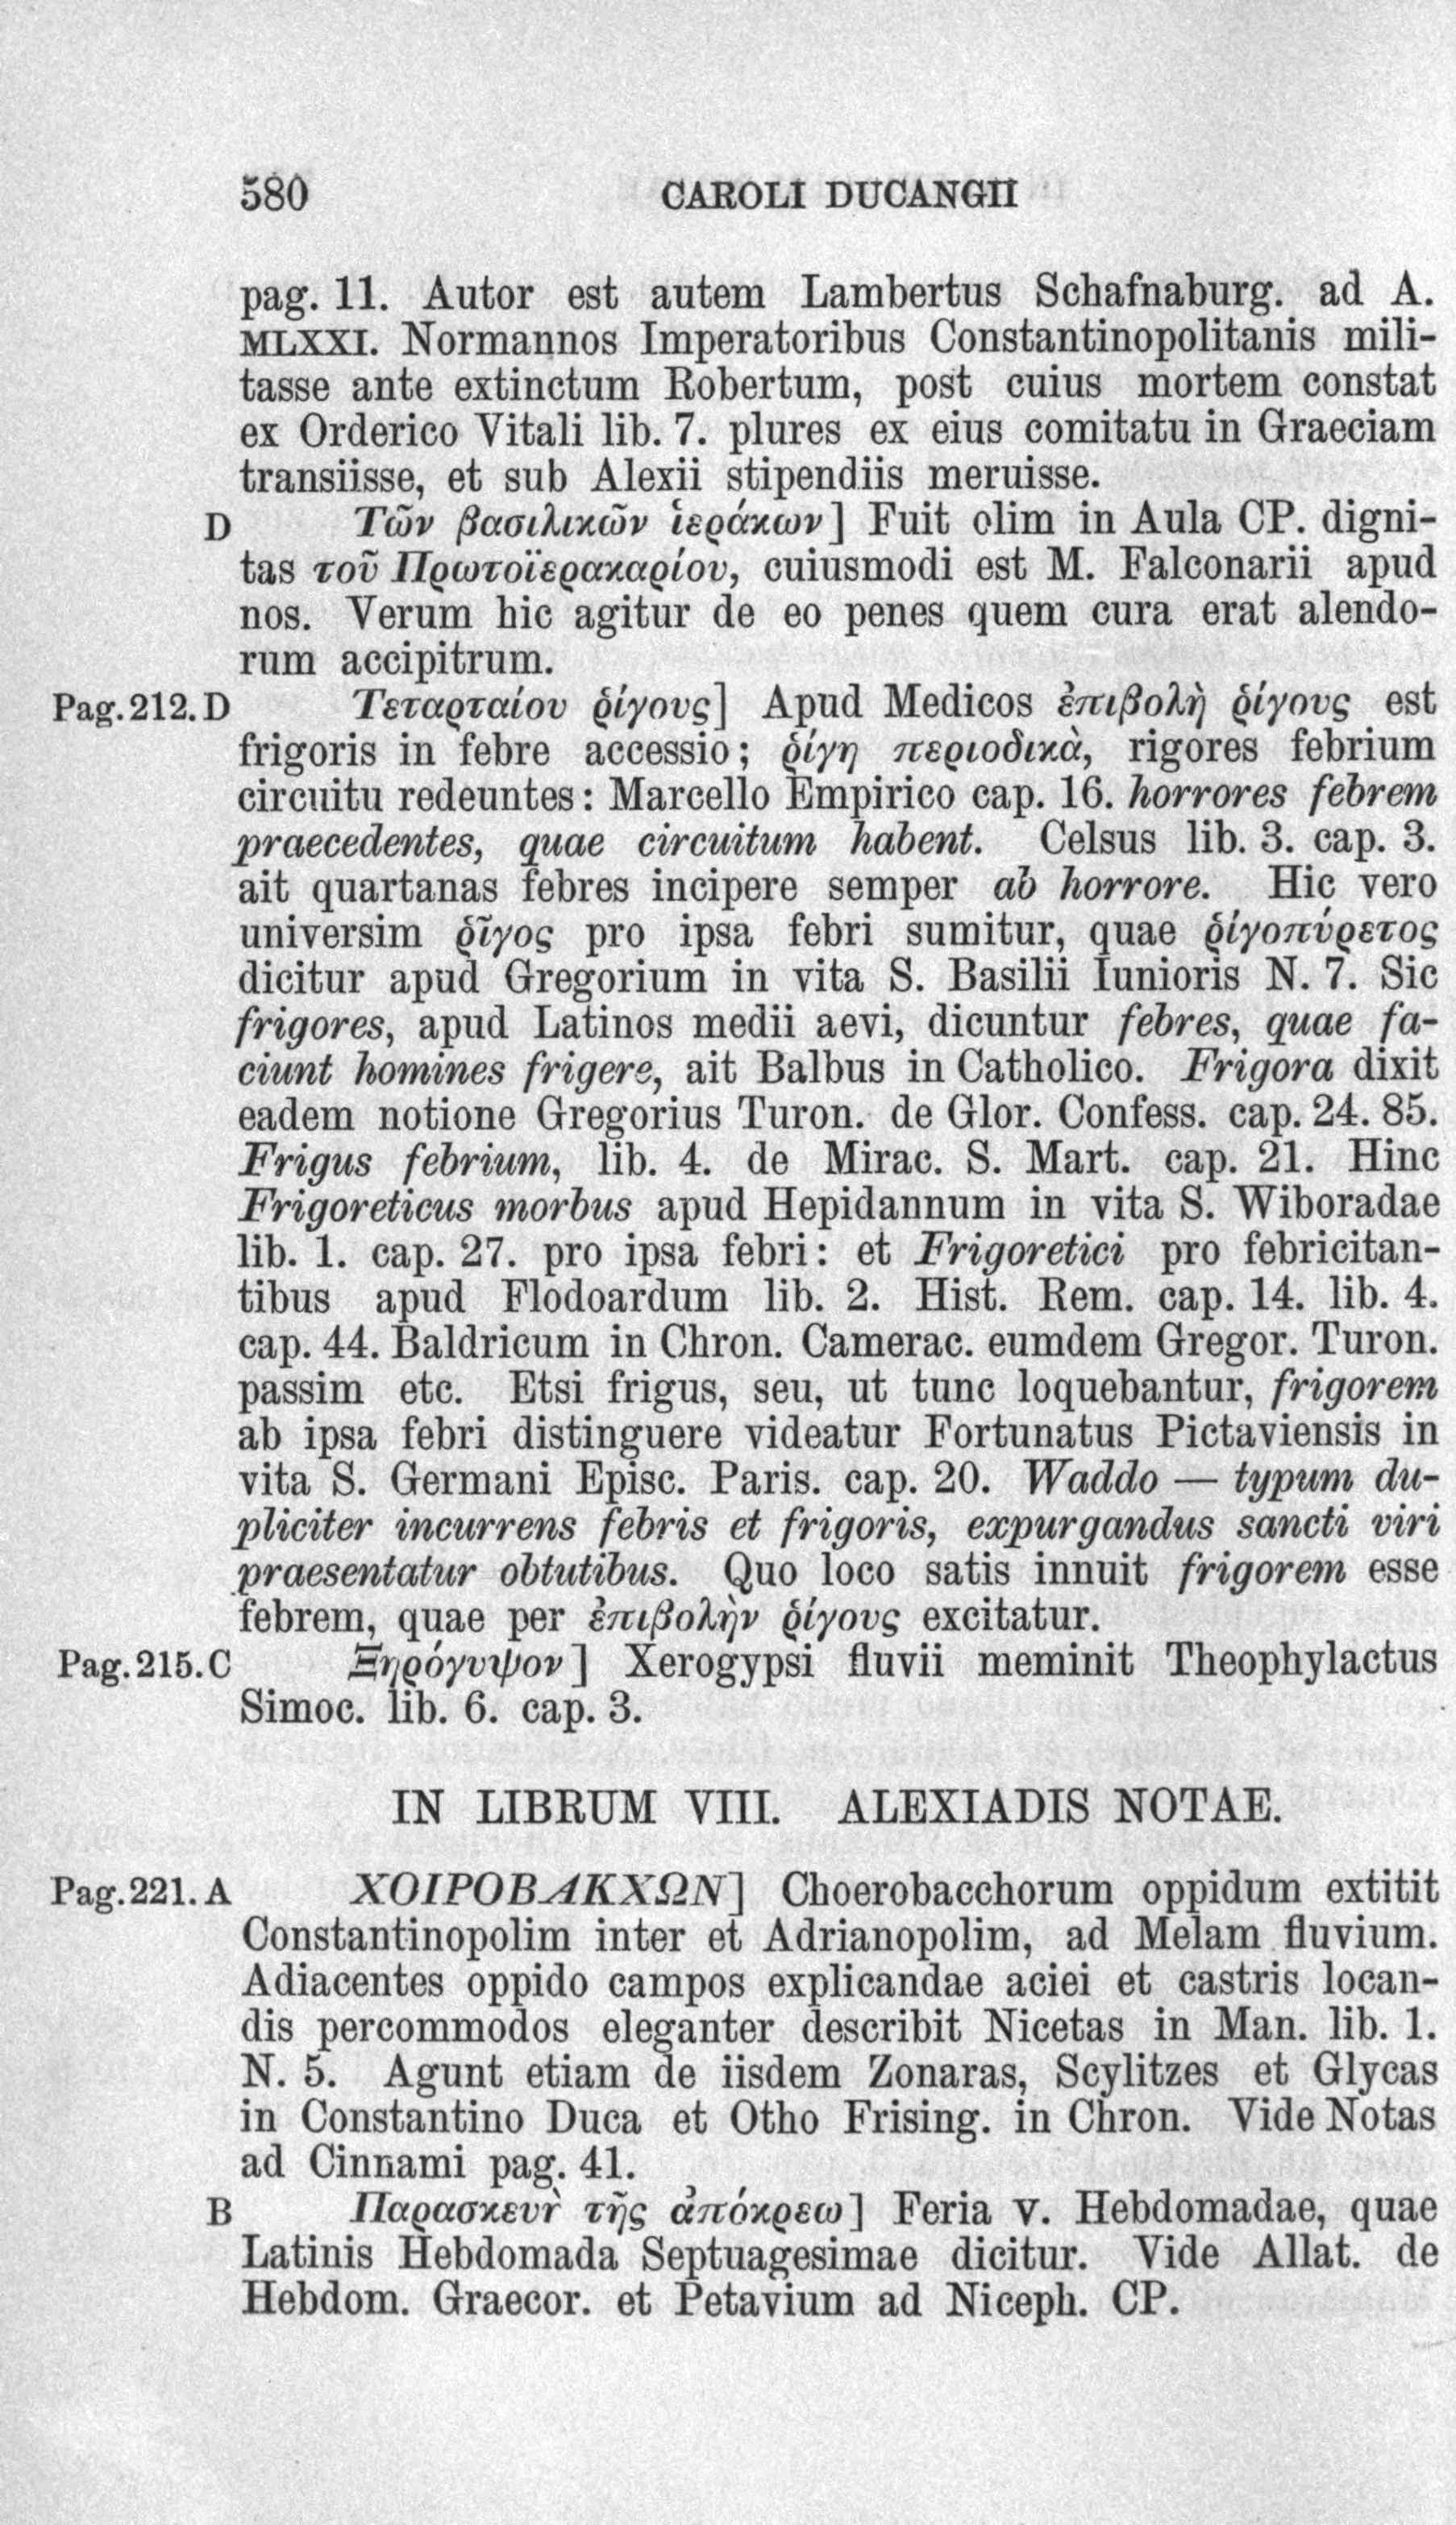 580 CAROLI DUCANGII
pag. 11. Autor est autem Lambertus Schafnaburg. ad A.
MLXXI. Normannos Imperatoribus Constantinopolitanis mili-
tasse ante extinctum Robertum, post cuius mortem constat
ex Orderico Vitali lib. 7. plures ex eius comitatu in Graeciam
transiisse, et sub Alexii stipendiis meruisse.
D Τῶν βασιλικῶν ἱεράκων] Fuit olim in Aula CP. digni-
tas τοῦ Πρωτοϊερακαρίου, cuiusmodi est M. Falconarii apud
nos. Verum hic agitur de eo penes quem cura erat alendo-
rum accipitrum.
Pag. 212. D Τεταρταίου ῥίγους] Apud Medicos ἐπιβολὴ ῥίγους est
frigoris in febre accessio; ῥίγη περιοδικὰ, rigores febrium
circuitu redeuntes: Marcello Empirico cap. 16. horrores febrem
praecedentes, quae circuitum habent. Celsus lib. 3. cap. 3.
ait quartanas febres incipere semper ab horrore. Hic vero
universim ῥῖγος pro ipsa febri sumitur, quae ῥίγοπύρετος
dicitur apud Gregorium in vita S. Basilii Iunioris N. 7. Sic
frigores, apud Latinos medii aevi, dicuntur febres, quae fa-
ciunt homines frigere, ait Balbus in Catholico. Frigora dixit
eadem notione Gregorius Turon. de Glor. Confess. cap. 24. 85.
Frigus febrium, lib. 4. de Mirac. S. Mart. cap. 21. Hinc
Frigoreticus morbus apud Hepidannum in vita S. Wiboradae
lib. 1. cap. 27. pro ipsa febri: et Frigoretici pro febricitan-
tibus apud Flodoardum lib. 2. Hist. Rem. cap. 14. lib. 4.
cap. 44. Baldricum in Chron. Camerac. eumdem Gregor. Turon.
passim etc. Etsi frigus, seu, ut tunc loquebantur, frigorem
ab ipsa febri distinguere videatur Fortunatus Pictaviensis in
vita S. Germani Episc. Paris. cap. 20. Waddo — typum du-
pliciter incurrens febris et frigoris, expurgandus sancti viri
praesentatur obtutibus. Quo loco satis innuit frigorem esse
febrem, quae per ἐπιβολὴν ῥίγους excitatur.
Pag. 215. C Ξηρόγυψον] Xerogypsi fluvii meminit Theophylactus
Simoc. lib. 6. cap. 3.
IN LIBRUM VIII. ALEXIADIS NOTAE.
Pag. 221. A ΧΟΙΡΟΒΑΚΧΩΝ] Choerobacchorum oppidum extitit
Constantinopolim inter et Adrianopolim, ad Melam fluvium.
Adiacentes oppido campos explicandae aciei et castris locan-
dis percommodos eleganter describit Nicetas in Man. lib. 1.
N. 5. Agunt etiam de iisdem Zonaras, Scylitzes et Glycas
in Constantino Duca et Otho Frising. in Chron. Vide Notas
ad Cinnami pag. 41.
B Παρασκευὴ τῆς ἀπόκρεω] Feria V. Hebdomadae, quae
Latinis Hebdomada Septuagesimae dicitur. Vide Allat. de
Hebdom. Graecor. et Petavium ad Niceph. CP.